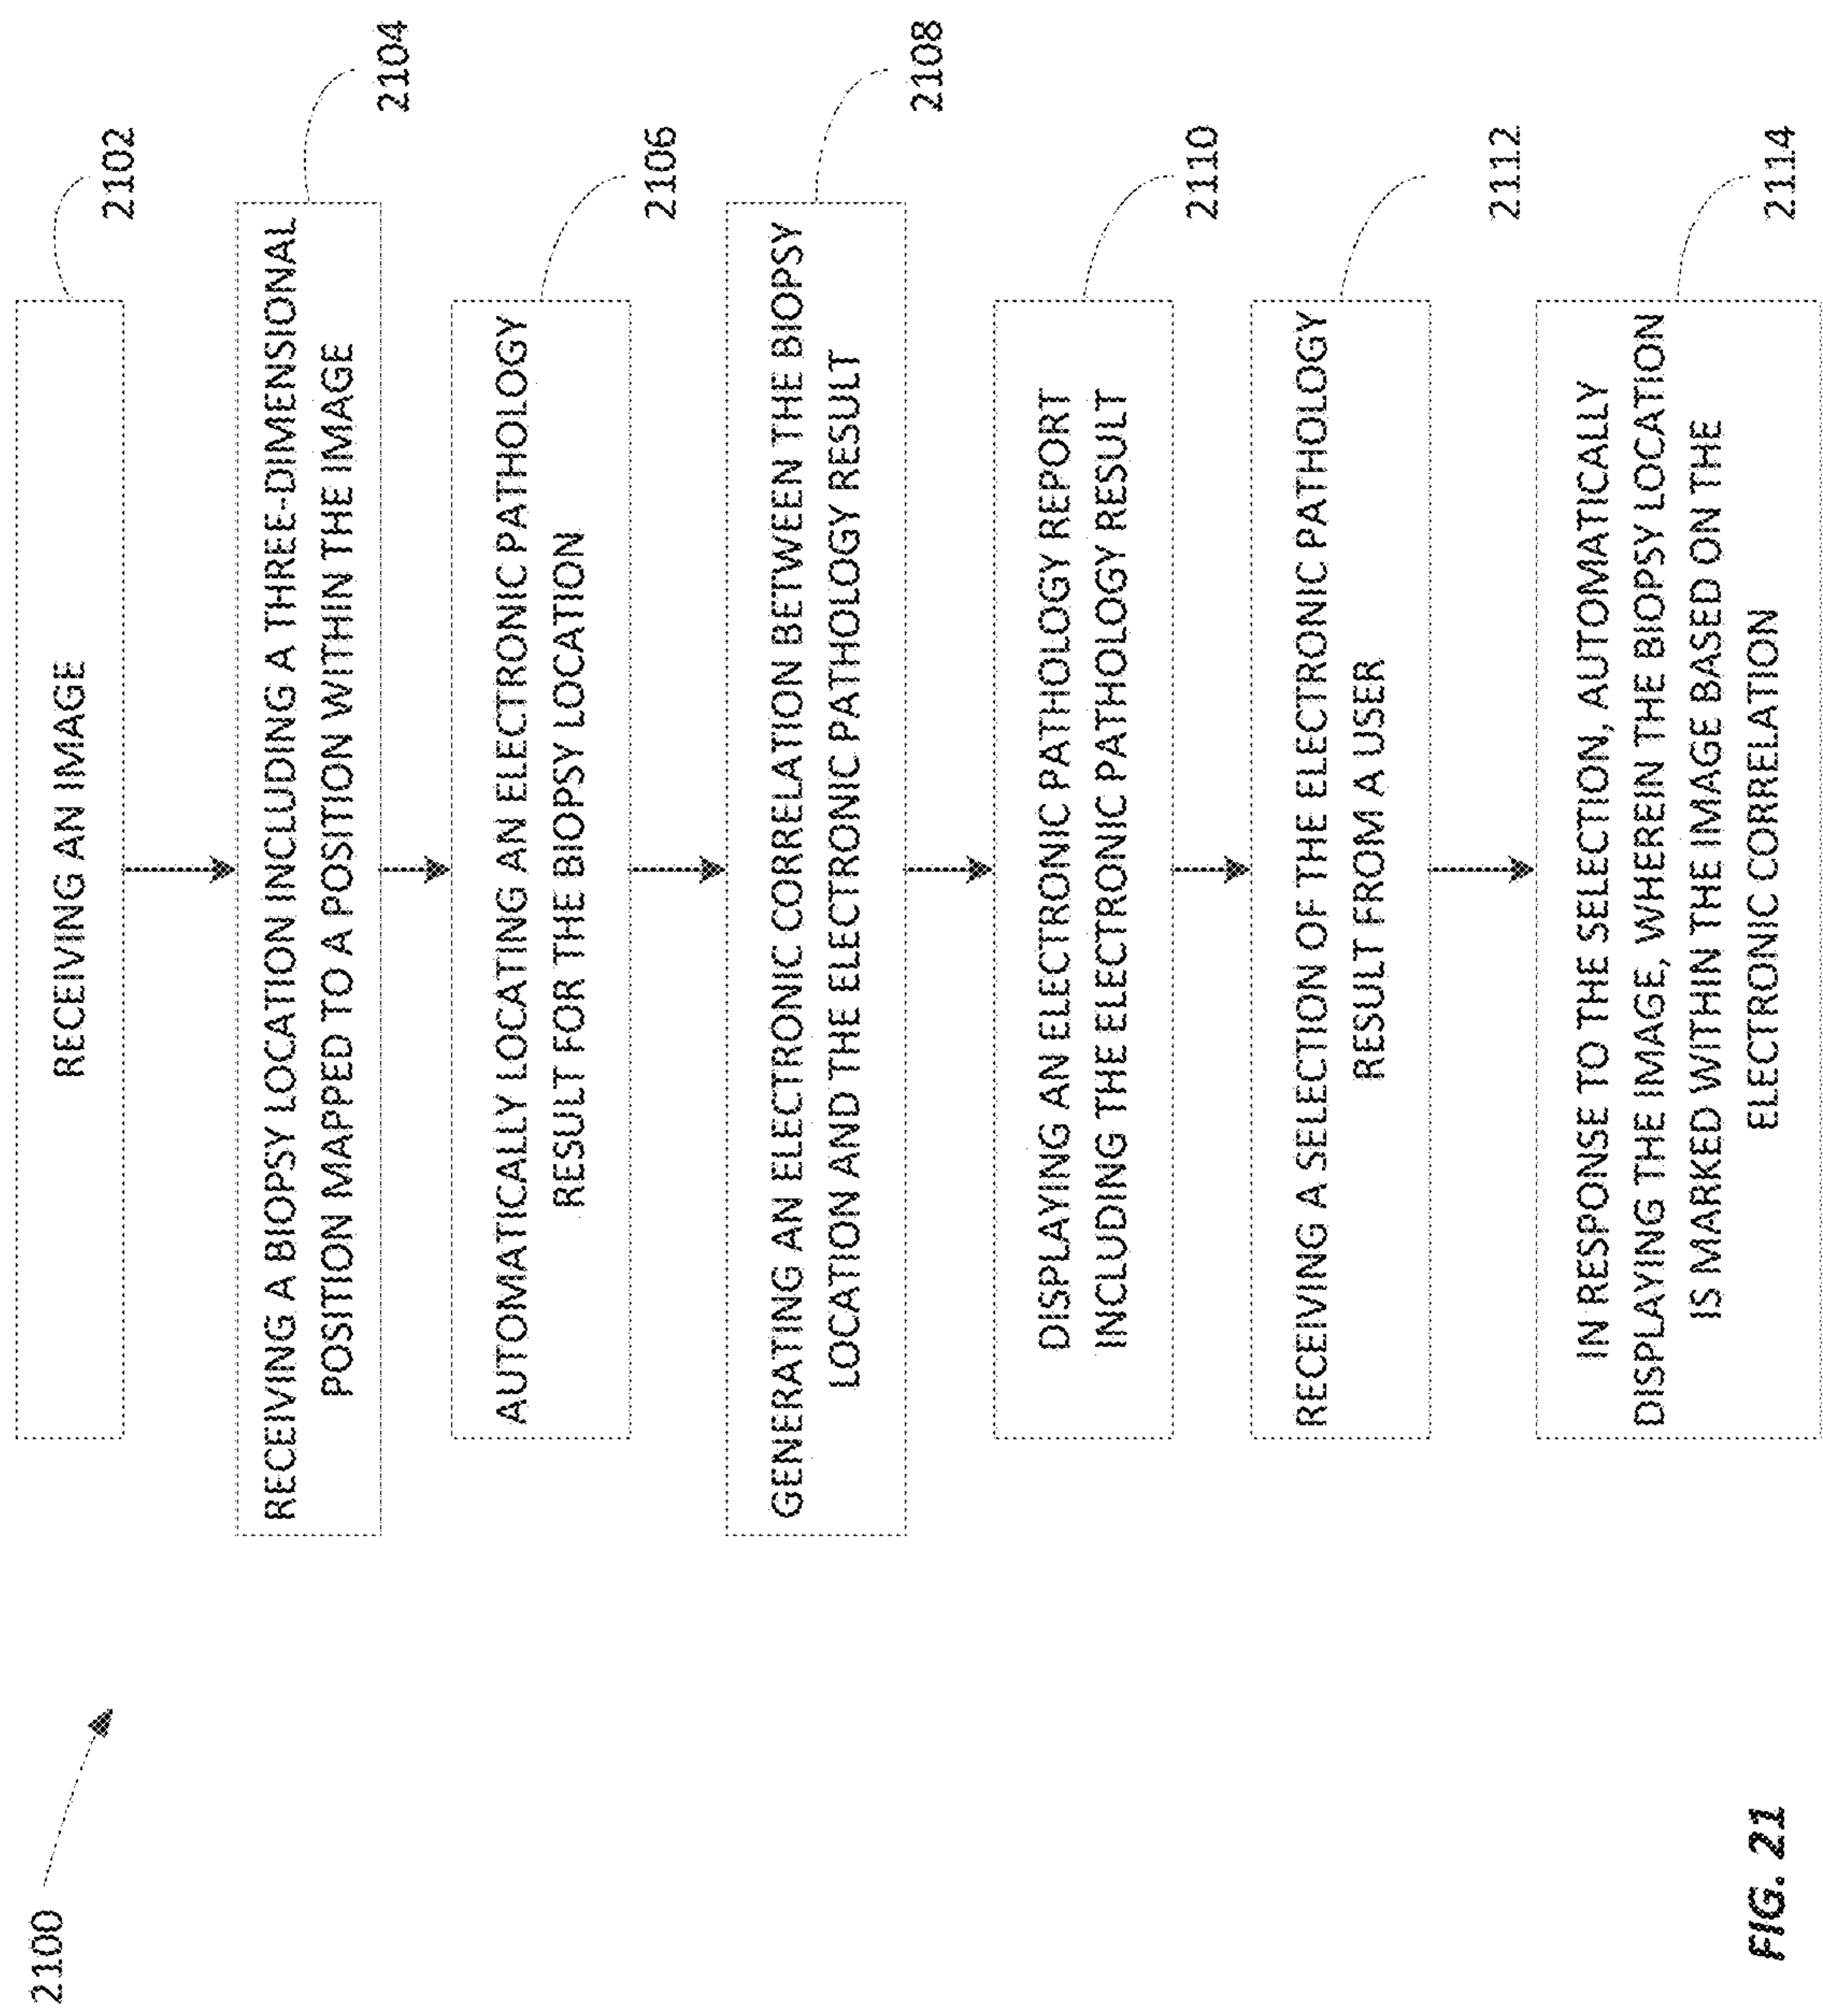 2100
RECEIVING AN IMAGE
2102
RECEIVING A BIOPSY LOCATION INCLUDING A THREE-DIMENSIONAL
POSITION MAPPED TO A POSITION WITHIN THE IMAGE
2104
AUTOMATICALLY LOCATING AN ELECTRONIC PATHOLOGY
RESULT FOR THE BIOPSY LOCATION
2106
GENERATING AN ELECTRONIC CORRELATION BETWEEN THE BIOPSY
LOCATION AND THE ELECTRONIC PATHOLOGY RESULT
2108
DISPLAYING AN ELECTRONIC PATHOLOGY REPORT
INCLUDING THE ELECTRONIC PATHOLOGY RESULT
2110
RECEIVING A SELECTION OF THE ELECTRONIC PATHOLOGY
RESULT FROM A USER
2112
IN RESPONSE TO THE SELECTION, AUTOMATICALLY
DISPLAYING THE IMAGE, WHEREIN THE BIOPSY LOCATION
IS MARKED WITHIN THE IMAGE BASED ON THE
ELECTRONIC CORRELATION
2114
FIG. 21